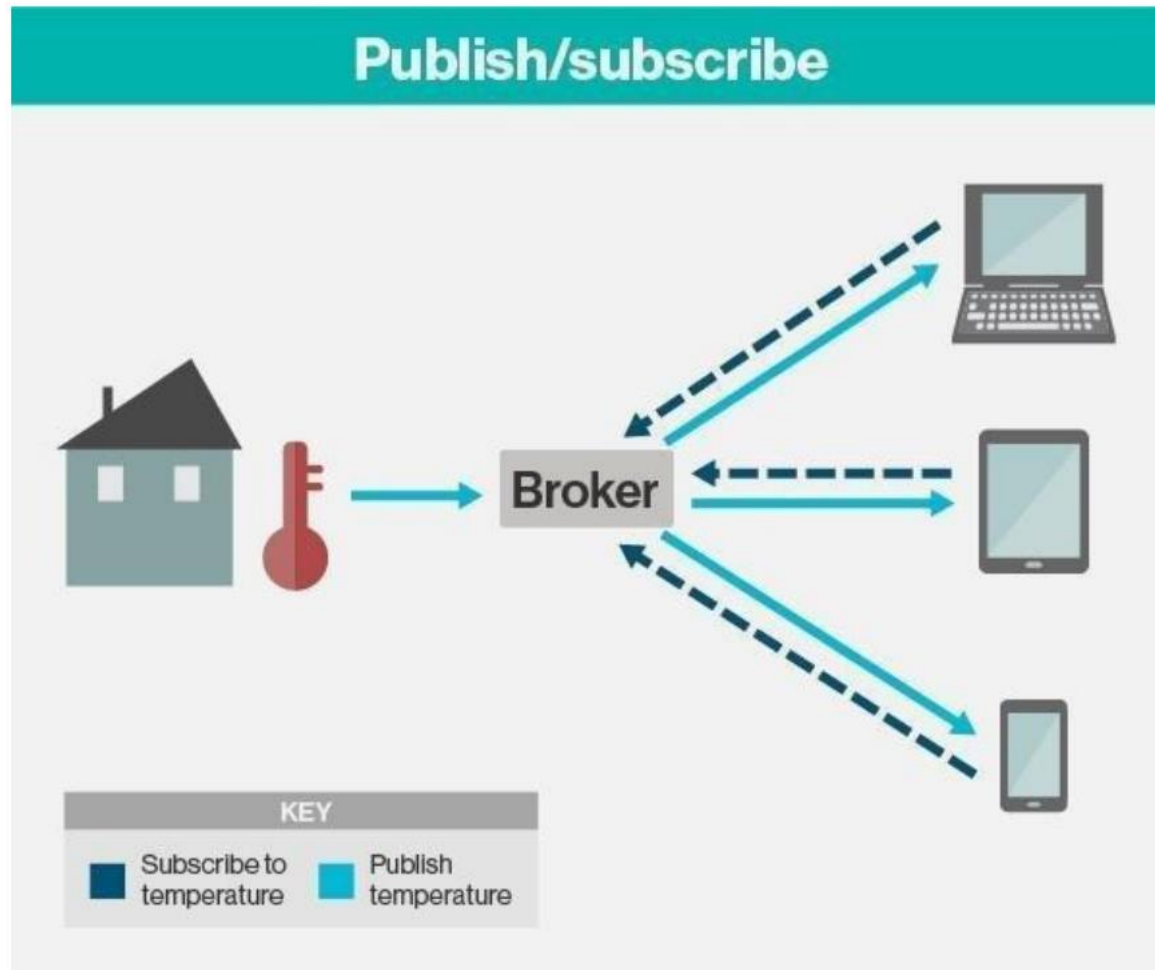 Publish/subscribe
Broker
KEY
Subscribe to
temperature
Publish
temperature